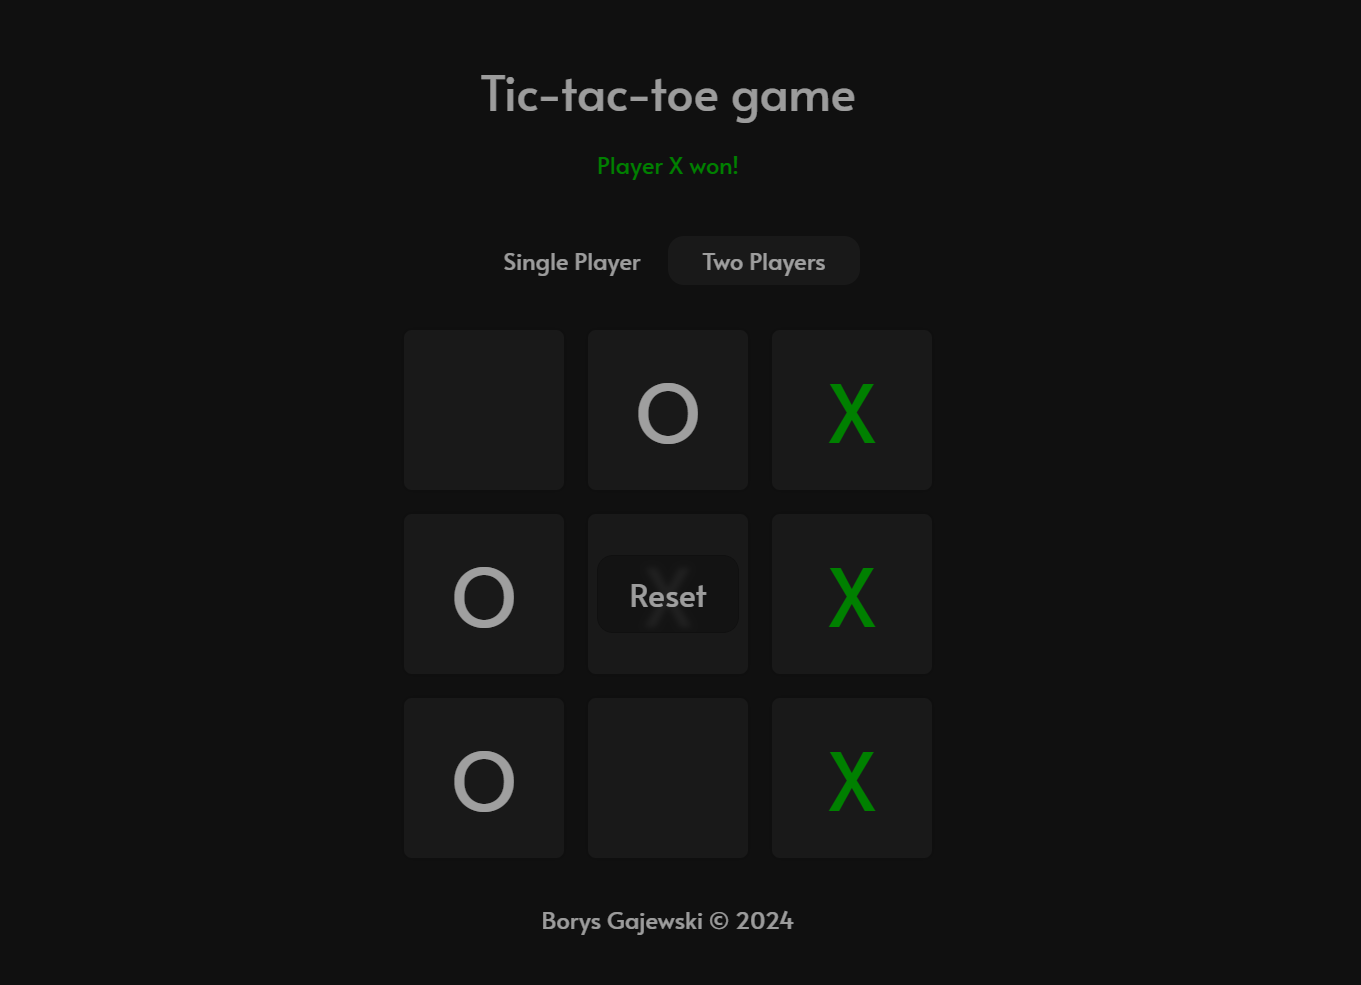 Tic-tac-toe game
Player X won!
Single Player Two Players
O X
O Reset X
O X
Borys Gajewski © 2024